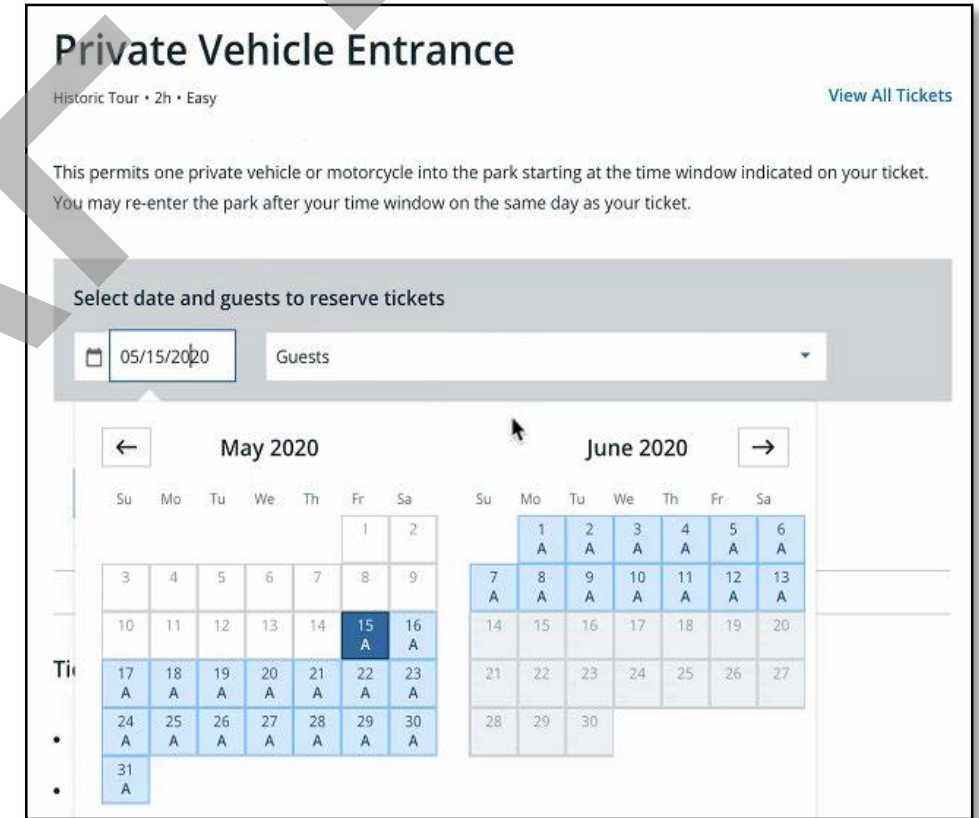 Private Vehicle Entrance
Historic Tour • 2h • Easy
View All Tickets
This permits one private vehicle or motorcycle into the park starting at the time window indicated on your ticket.
You may re-enter the park after your time window on the same day as your ticket.
Select date and guests to reserve tickets
05/15/2020
Guests
← May 2020
Su Mo Tu We Th Fr Sa
1 2
3 4 5 6 7 8 9
10 11 12 13 14 15 16
A A
17 18 19 20 21 22 23
A A A A A A A
24 25 26 27 28 29 30
A A A A A A A
31
A
June 2020 →
Su Mo Tu We Th Fr Sa
1 2 3 4 5 6
A A A A A A
7 8 9 10 11 12 13
A A A A A A A
14 15 16 17 18 19 20
21 22 23 24 25 26 27
28 29 30